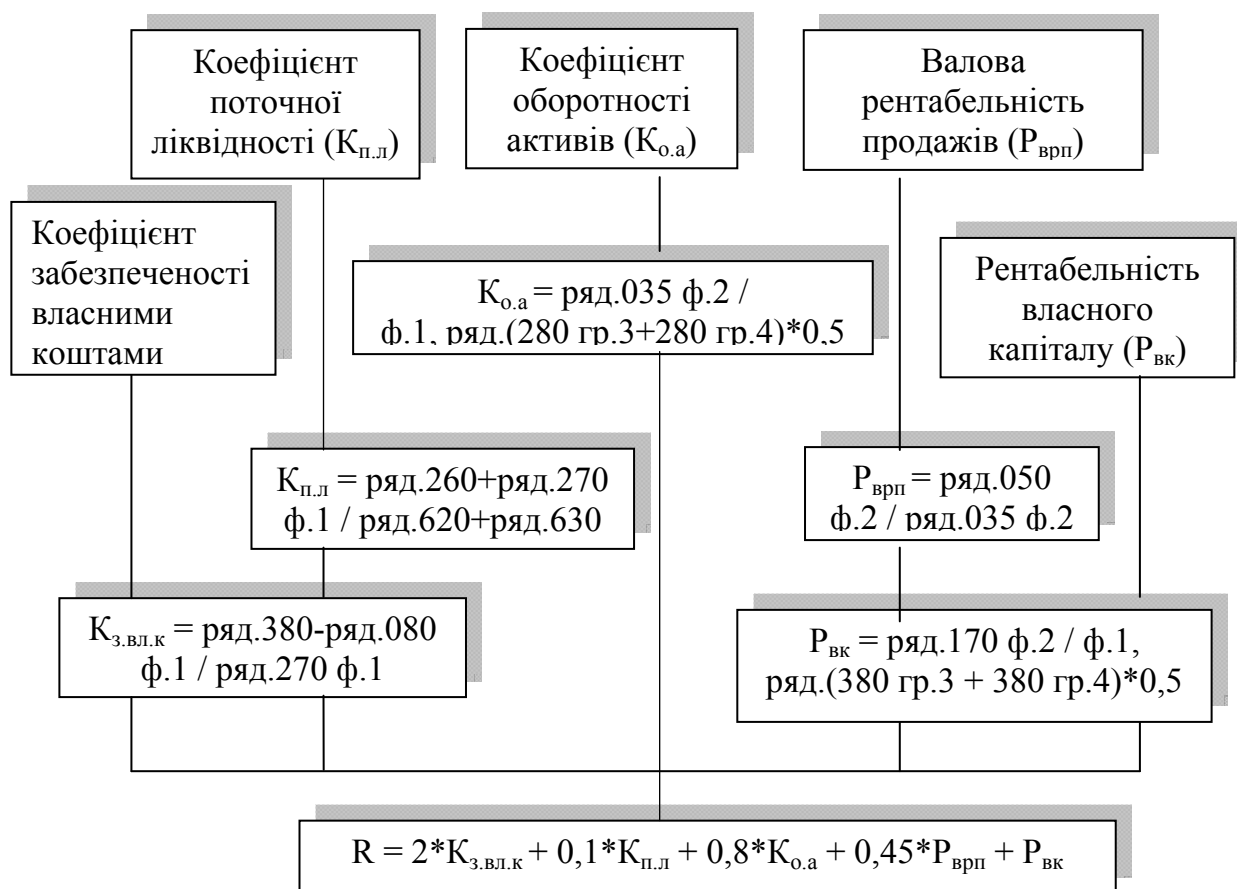 Коефіцієнт
поточної
ліквідності (Кп.л)
Коефіцієнт
оборотності
активів (Ко.а)
Валова
рентабельність
продажів (Рврп)
Коефіцієнт
забезпеченості
власними
коштами
Ко.а = ряд.035 ф.2 /
ф.1, ряд.(280 гр.3+280 гр.4)*0,5
Рентабельність
власного
капіталу (Рвк)
Кп.л = ряд.260+ряд.270
ф.1 / ряд.620+ряд.630
Рврп = ряд.050
ф.2 / ряд.035 ф.2
Кз.вл.к = ряд.380-ряд.080
ф.1 / ряд.270 ф.1
Рвк = ряд.170 ф.2 / ф.1,
ряд.(380 гр.3 + 380 гр.4)*0,5
R = 2*Кз.вл.к + 0,1*Кп.л + 0,8*Ко.а + 0,45*Рврп + Рвк